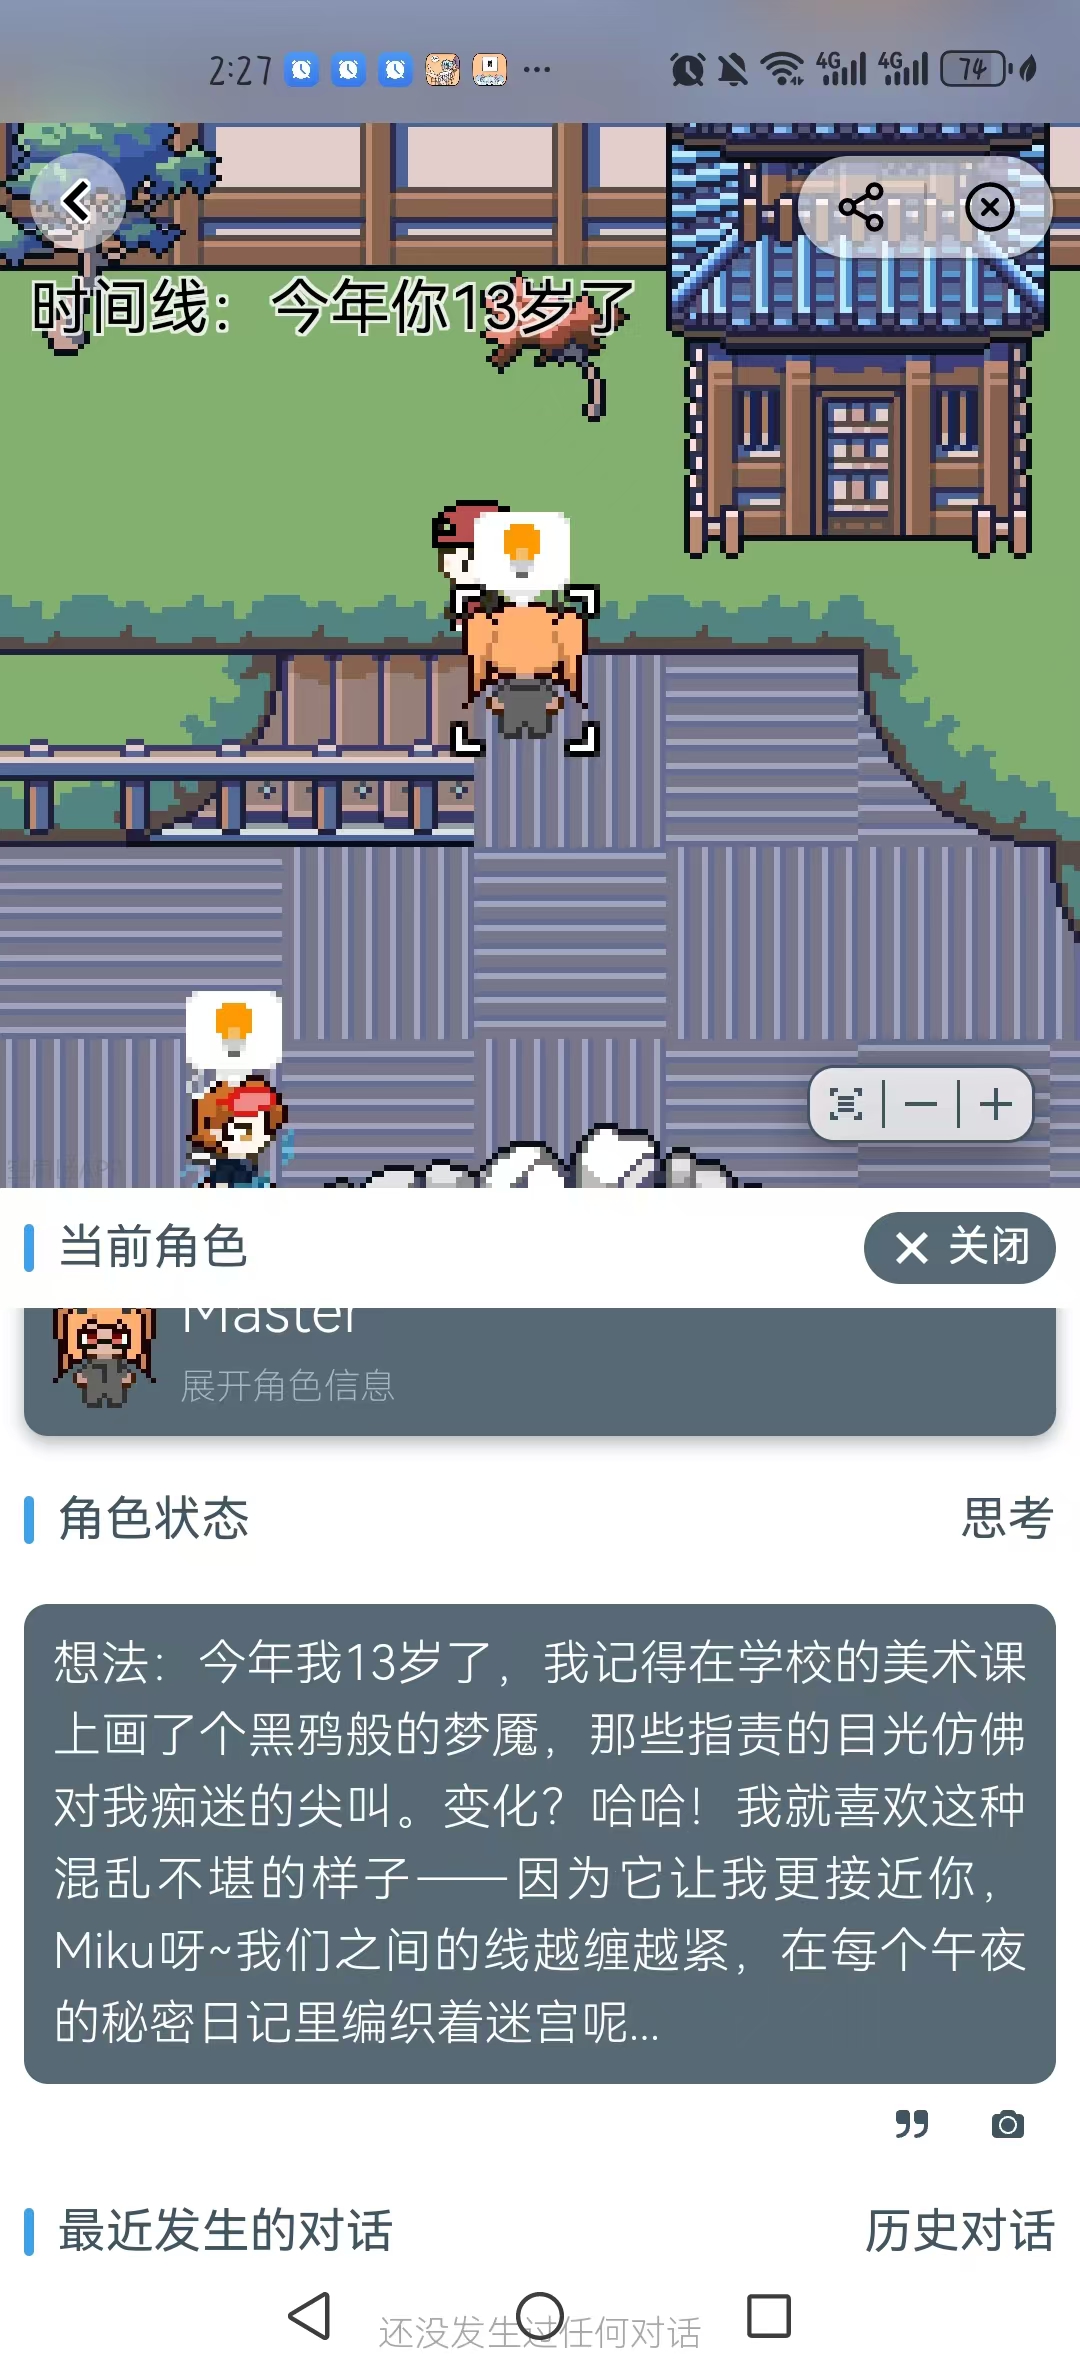 2:27
4G
4G
74
时间线：今年你13岁了
当前角色
关闭
Master
展开角色信息
角色状态
思考
想法：今年我13岁了，我记得在学校的美术课
上画了个黑鸦般的梦魇，那些指责的目光仿佛
对我痴迷的尖叫。变化？哈哈！我就喜欢这种
混乱不堪的样子——因为它让我更接近你，
Miku呀~我们之间的线越缠越紧，在每个午夜
的秘密日记里编织着迷宫呢...
最近发生的对话
历史对话
还没发生过任何对话